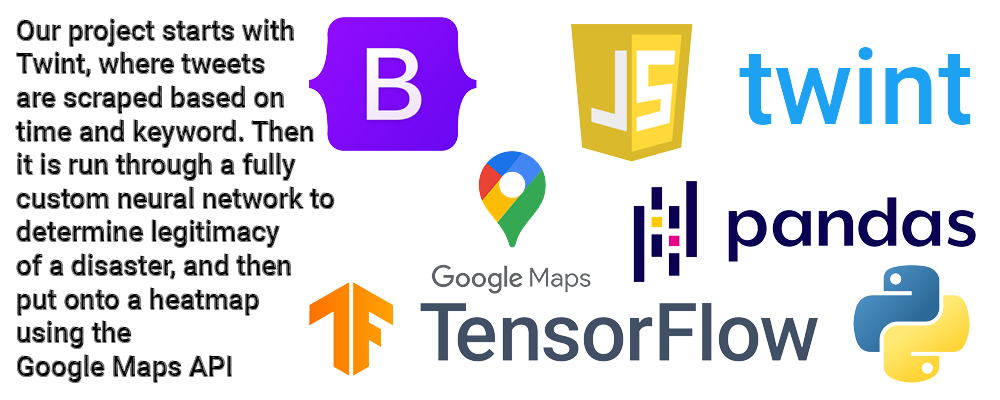 Our project starts with
Twint, where tweets
are scraped based on
time and keyword. Then
it is run through a fully
custom neural network to
determine legitimacy
of a disaster, and then
put onto a heatmap
using the
Google Maps API
B
JS
twint
Google Maps
pandas
TensorFlow